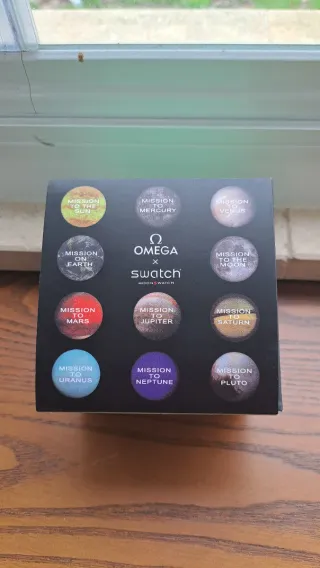 MISSION
TO THE
SUN
MISSION
TO
MERCURY
MISSION
TO
VENUS
MISSION
ON
EARTH
Ω
OMEGA
X
swatch
MISSION
TO THE
MOON
MISSION
TO
MARS
MISSION
TO
JUPITER
MISSION
TO
SATURN
MISSION
TO
URANUS
MISSION
TO
NEPTUNE
MISSION
TO
PLUTO